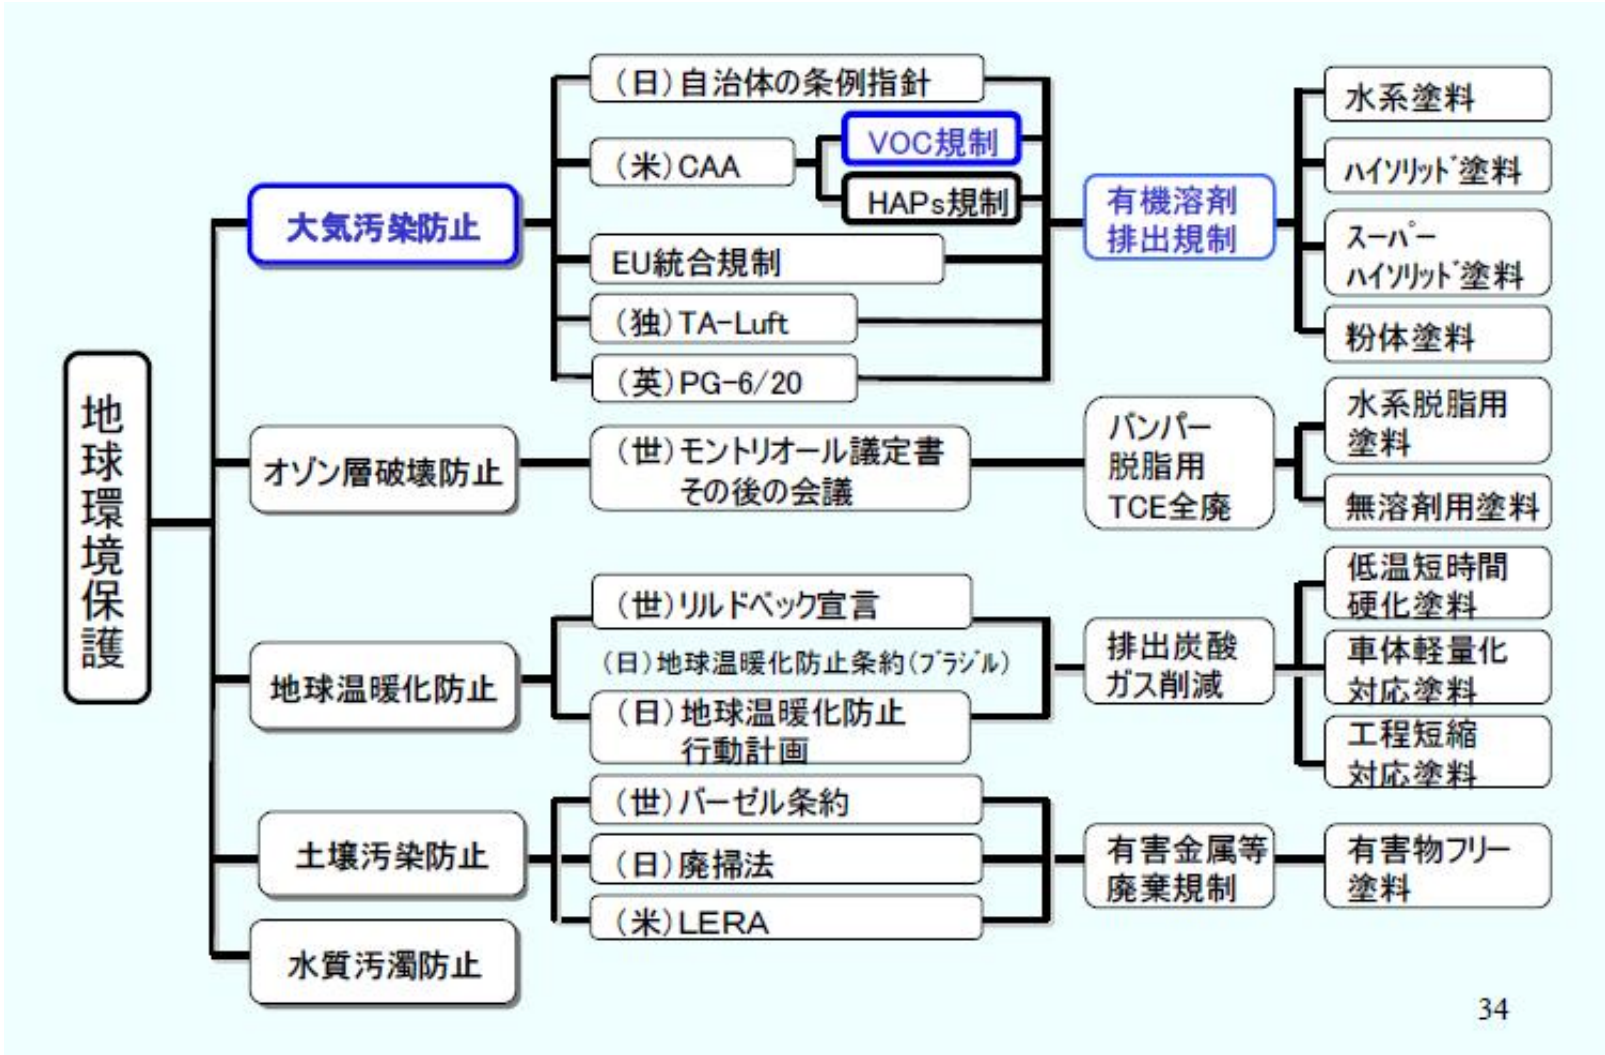 地球環境保護
大気汚染防止
(日)自治体の条例指針
(米)CAA
VOC規制
HAPs規制
EU統合規制
(独)TA-Luft
(英)PG-6/20
有機溶剤
排出規制
水系塗料
ハイソリッド塗料
スーパー
ハイソリッド塗料
粉体塗料
オゾン層破壊防止
(世)モントリオール議定書
その後の会議
バンパー
脱脂用
TCE全廃
水系脱脂用
塗料
無溶剤用塗料
地球温暖化防止
(世)リルドベック宣言
(日)地球温暖化防止条約(ブラジル)
(日)地球温暖化防止
行動計画
排出炭酸
ガス削減
低温短時間
硬化塗料
車体軽量化
対応塗料
工程短縮
対応塗料
土壌汚染防止
(世)バーゼル条約
(日)廃掃法
(米)LERA
有害金属等
廃棄規制
有害物フリー
塗料
水質汚濁防止
34